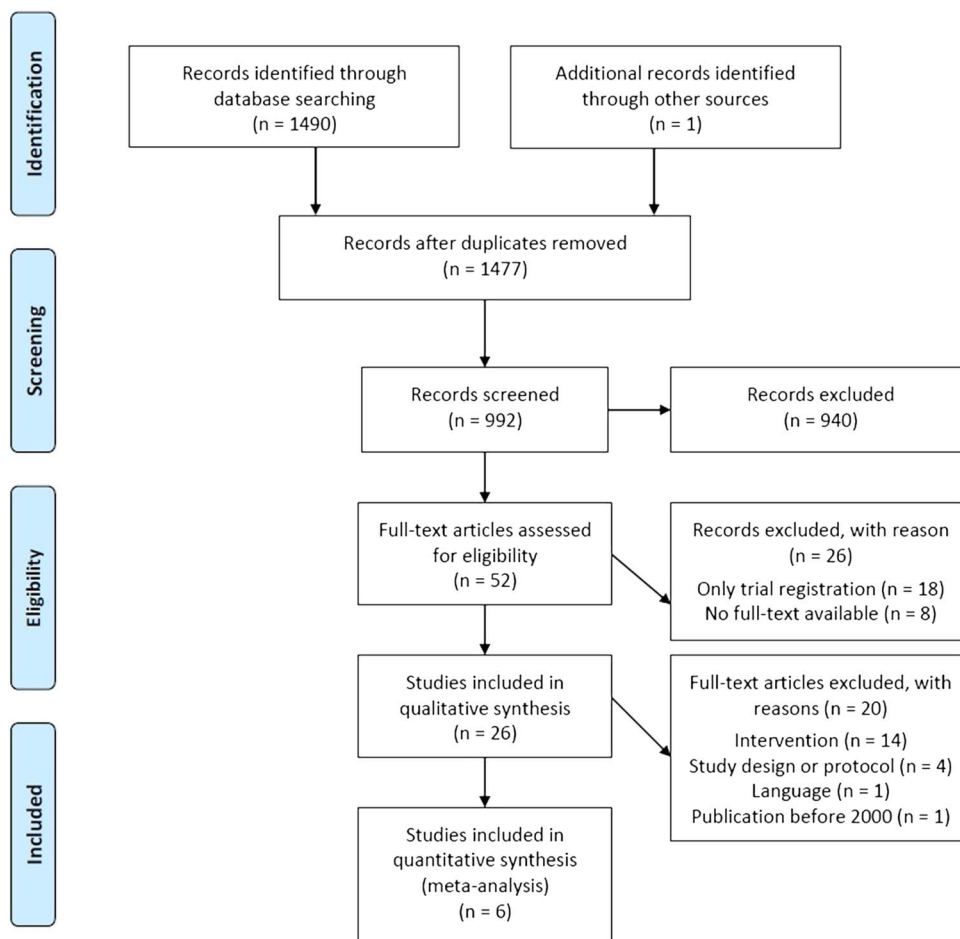 Identification
Records identified through
database searching
(n = 1490)
Additional records identified
through other sources
(n = 1)
Records after duplicates removed
(n = 1477)
Screening
Records screened
(n = 992)
Records excluded
(n = 940)
Eligibility
Full-text articles assessed
for eligibility
(n = 52)
Records excluded, with reason
(n = 26)
Only trial registration (n = 18)
No full-text available (n = 8)
Studies included in
qualitative synthesis
(n = 26)
Full-text articles excluded, with
reasons (n = 20)
Intervention (n = 14)
Study design or protocol (n = 4)
Language (n = 1)
Publication before 2000 (n = 1)
Included
Studies included in
quantitative synthesis
(meta-analysis)
(n = 6)